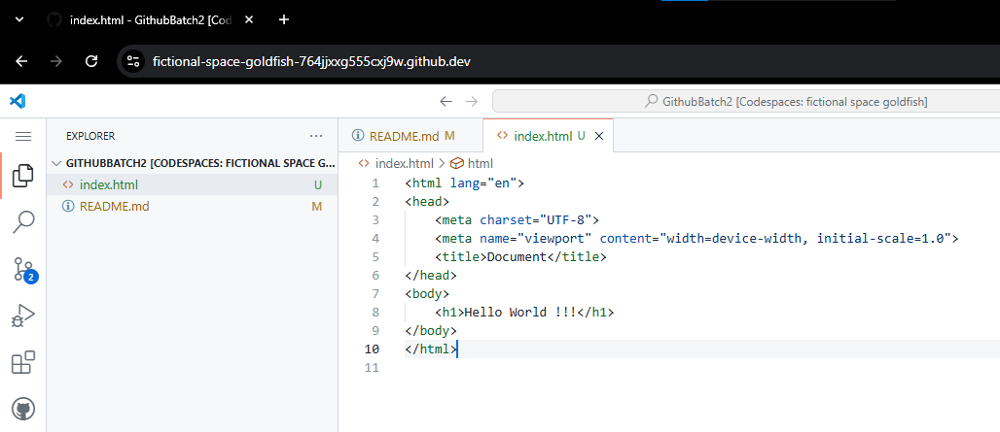 index.html - GithubBatch2 [Cod
fictional-space-goldfish-764jjxxg555cxj9w.github.dev
GithubBatch2 [Codespaces: fictional space goldfish]
EXPLORER
README.md M
index.html U
GITHUBBATCH2 [CODESPACES: FICTIONAL SPACE G...
index.html U
README.md M
2
index.html > html
1 <html lang="en">
2 <head>
3 <meta charset="UTF-8">
4 <meta name="viewport" content="width=device-width, initial-scale=1.0">
5 <title>Document</title>
6 </head>
7 <body>
8 <h1>Hello World !!!</h1>
9 </body>
10 </html>
11